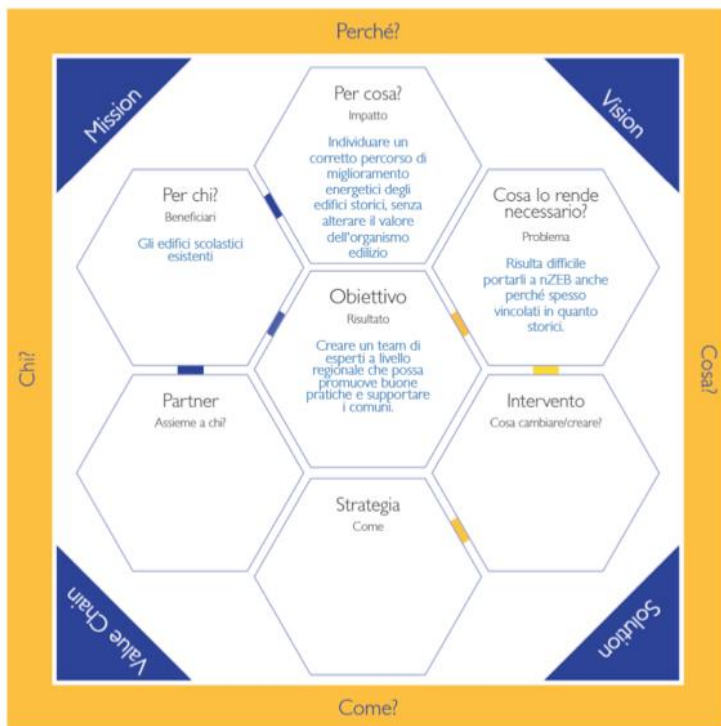 Perché?
Mission
Vision
Per cosa?
Impatto
Individuare un
corretto percorso di
miglioramento
energetici degli
edifici storici, senza
alterare il valore
dell'organismo
edilizio
Per chi?
Beneficiari
Gli edifici scolastici
esistenti
Cosa lo rende
necessario?
Problema
Risulta difficile
portarli a nZEB anche
perché spesso
vincolati in quanto
storici.
Obiettivo
Risultato
Creare un team di
esperti a livello
regionale che possa
promuove buone
pratiche e supportare
i comuni.
Chi?
Cosa?
Partner
Assieme a chi?
Intervento
Cosa cambiare/creare?
Strategia
Come
Value Chain
Solution
Come?